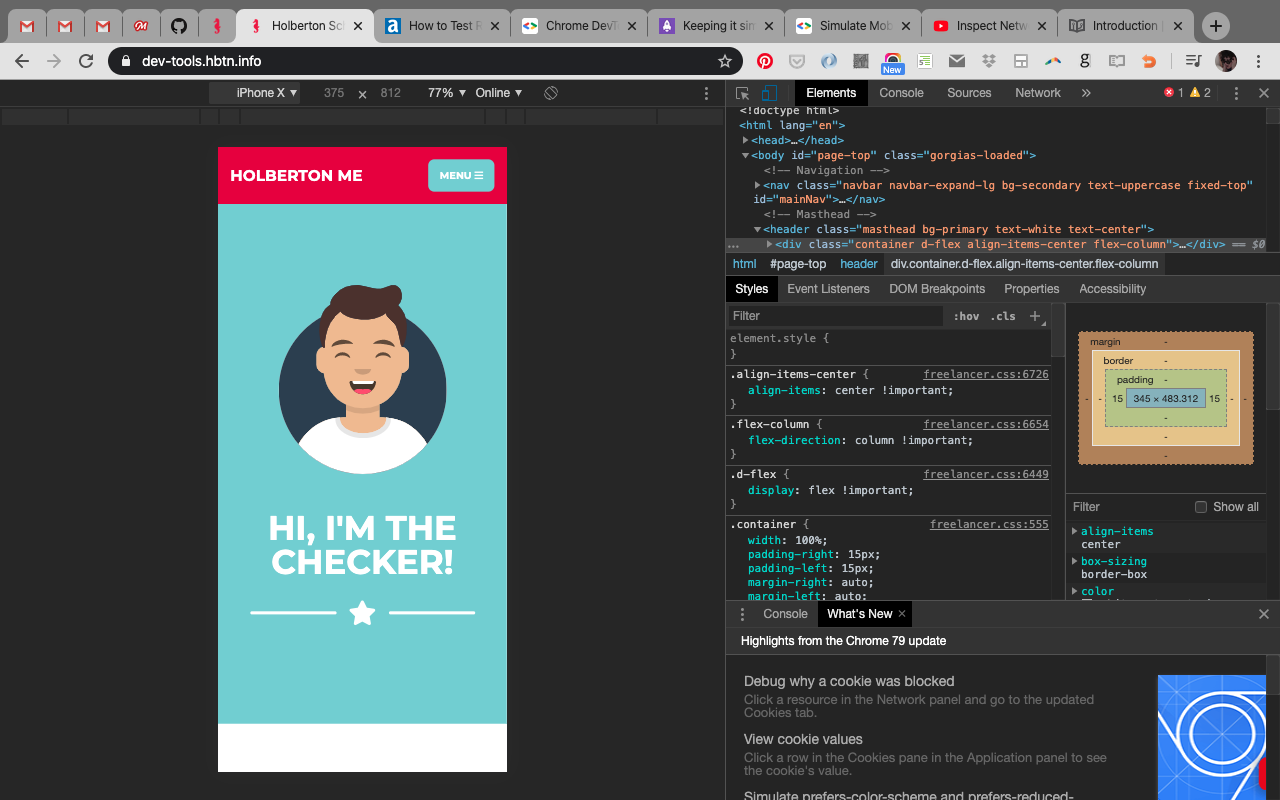 Holberton Sch
How to Test R
Chrome DevT
Keeping it sim
Simulate Mob
Inspect Netw
Introduction
dev-tools.hbtn.info
New
iPhone X ▾ 375 × 812 77% ▾ Online ▾
HOLBERTON ME
MENU ☰
HI, I'M THE
CHECKER!
Elements Console Sources Network » 1 2
<!doctype html>
<html lang="en">
<head>…</head>
<body id="page-top" class="gorgias-loaded">
<!-- Navigation -->
<nav class="navbar navbar-expand-lg bg-secondary text-uppercase fixed-top"
id="mainNav">…</nav>
<!-- Masthead -->
<header class="masthead bg-primary text-white text-center">
… <div class="container d-flex align-items-center flex-column">…</div> == $0
html #page-top header div.container.d-flex.align-items-center.flex-column
Styles Event Listeners DOM Breakpoints Properties Accessibility
Filter :hov .cls +
element.style {
}
.align-items-center { freelancer.css:6726
align-items: center !important;
}
.flex-column { freelancer.css:6654
flex-direction: column !important;
}
.d-flex { freelancer.css:6449
display: flex !important;
}
.container { freelancer.css:555
width: 100%;
padding-right: 15px;
padding-left: 15px;
margin-right: auto;
margin-left: auto;
margin -
border -
padding -
- - 15 345 × 483.312 15 - -
-
-
-
Filter Show all
align-items
center
box-sizing
border-box
color
Console What's New ×
Highlights from the Chrome 79 update
Debug why a cookie was blocked
Click a resource in the Network panel and go to the updated
Cookies tab.
View cookie values
Click a row in the Cookies pane in the Application panel to see
the cookie's value.
Simulate prefers-color-scheme and prefers-reduced-